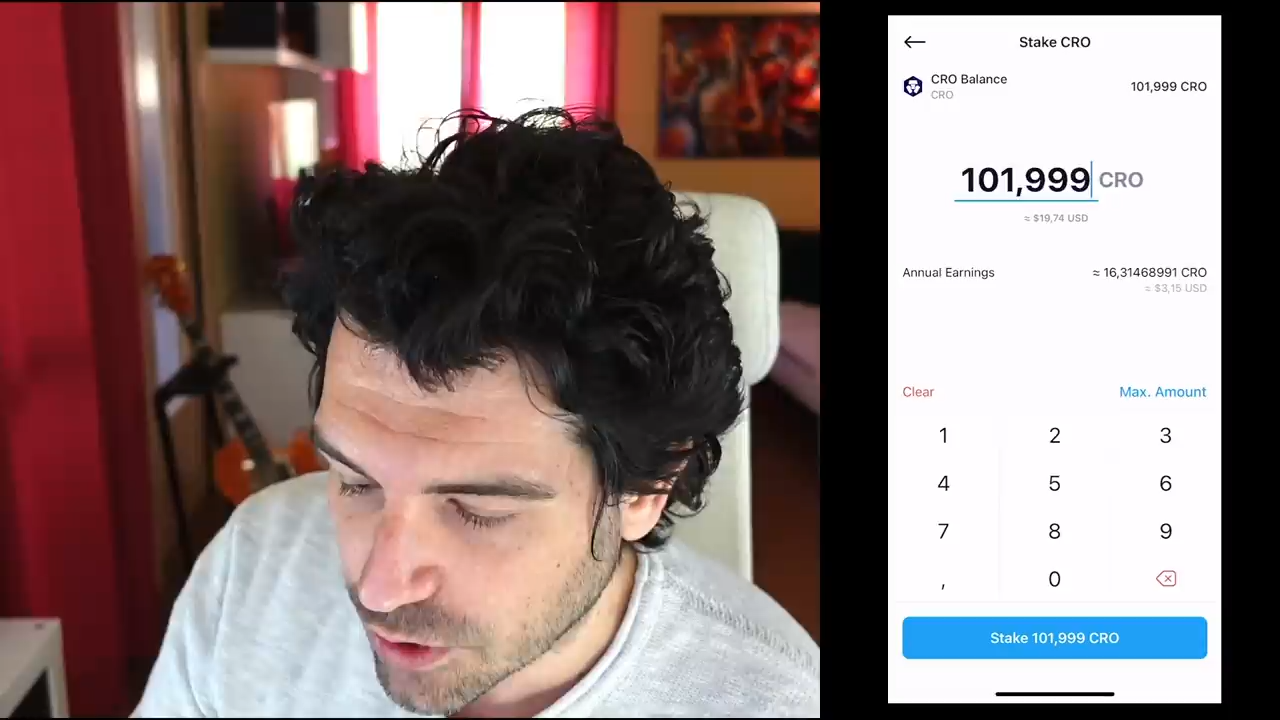 Stake CRO
CRO Balance
CRO
101,999 CRO
101,999 CRO
≈ $19,74 USD
Annual Earnings
≈ 16,31468991 CRO
≈ $3,15 USD
Clear
Max. Amount
1 2 3
4 5 6
7 8 9
, 0
Stake 101,999 CRO